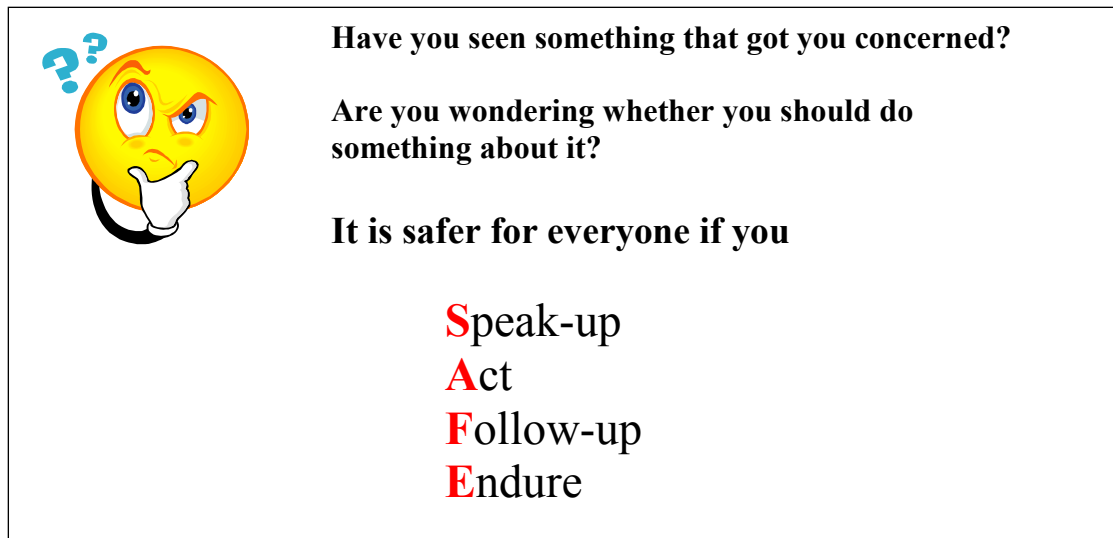 ??
Have you seen something that got you concerned?
Are you wondering whether you should do
something about it?
It is safer for everyone if you
Speak-up
Act
Follow-up
Endure